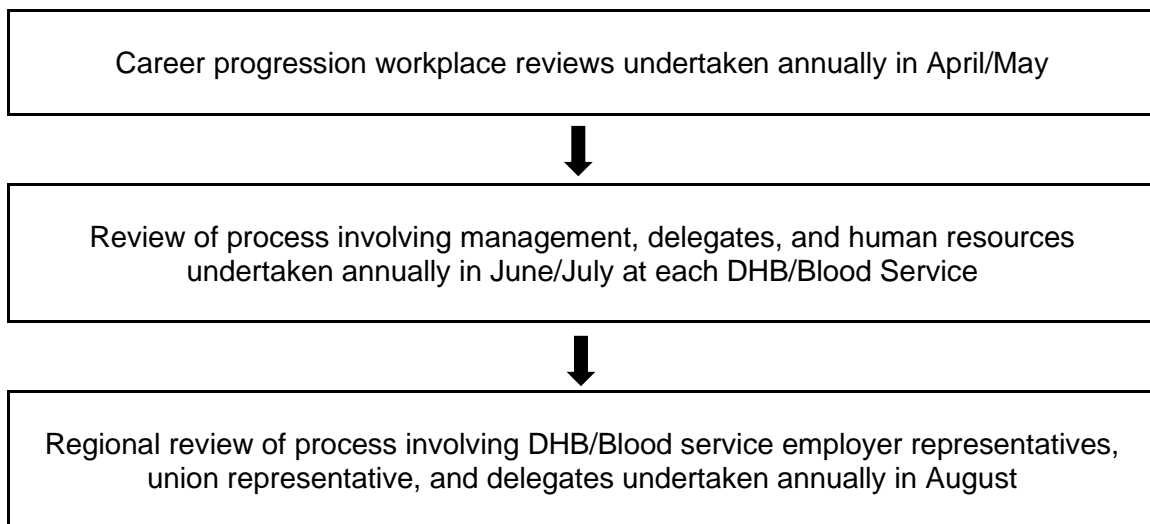 Career progression workplace reviews undertaken annually in April/May
Review of process involving management, delegates, and human resources
undertaken annually in June/July at each DHB/Blood Service
Regional review of process involving DHB/Blood service employer representatives,
union representative, and delegates undertaken annually in August